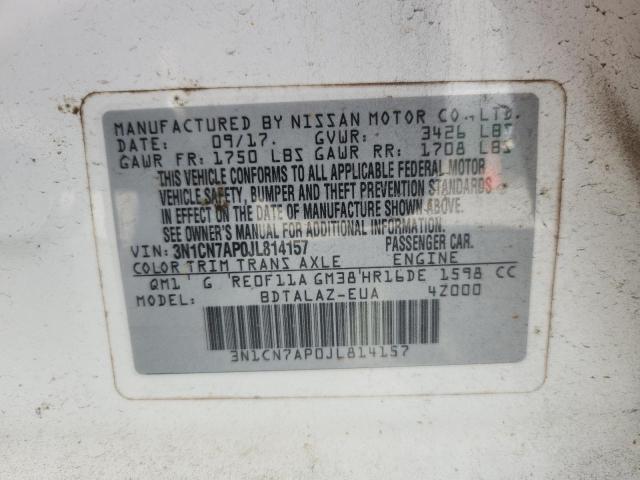 MANUFACTURED BY NISSAN MOTOR CO.,LTD.
DATE: 09/17. GVWR: 3426 LBS
GAWR FR: 1750 LBS GAWR RR: 1708 LBS
THIS VEHICLE CONFORMS TO ALL APPLICABLE FEDERAL MOTOR
VEHICLE SAFETY, BUMPER AND THEFT PREVENTION STANDARDS
IN EFFECT ON THE DATE OF MANUFACTURE SHOWN ABOVE.
SEE OWNER'S MANUAL FOR ADDITIONAL INFORMATION.
VIN: 3N1CN7AP0JL814157 PASSENGER CAR.
COLOR TRIM TRANS AXLE ENGINE
QM1 G RE0F11A GM38 HR16DE 1598 CC
MODEL: BDTALAZ-EUA 4Z000
3N1CN7AP0JL814157